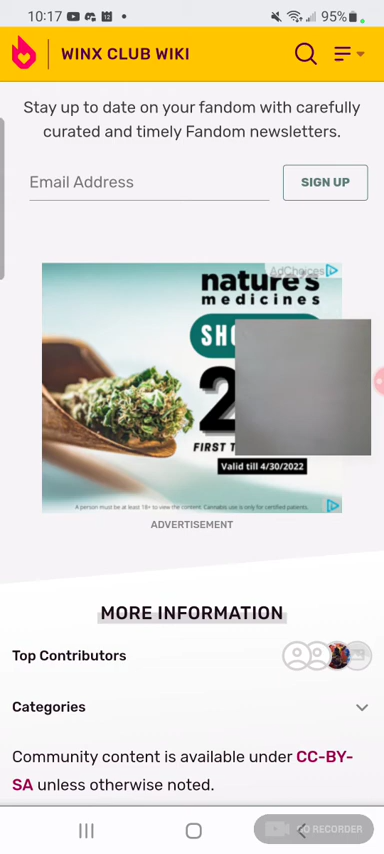 10:17
95%
WINX CLUB WIKI
Stay up to date on your fandom with carefully
curated and timely Fandom newsletters.
Email Address
SIGN UP
AdChoices
nature's
medicines
2
FIRST
Valid till 4/30/2022
A person must be at least 18+ to view the content. Cannabis use is only for certified patients.
ADVERTISEMENT
MORE INFORMATION
Top Contributors
Categories
Community content is available under CC-BY-
SA unless otherwise noted.
RECORDER